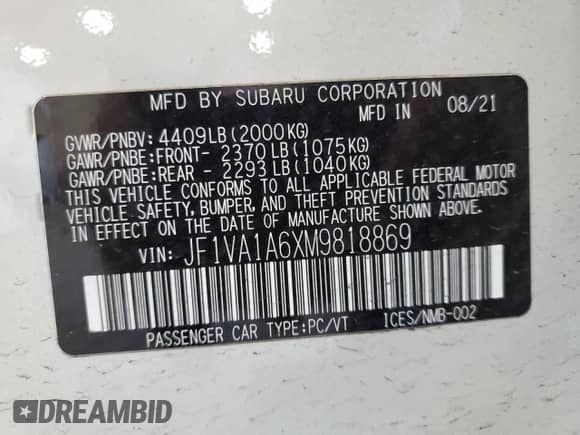 MFD BY SUBARU CORPORATION
MFD IN 08/21
GVWR/PNBV: 4409LB(2000KG)
GAWR/PNBE:FRONT- 2370LB(1075KG)
GAWR/PNBE:REAR - 2293LB(1040KG)
THIS VEHICLE CONFORMS TO ALL APPLICABLE FEDERAL MOTOR
VEHICLE SAFETY, BUMPER, AND THEFT PREVENTION STANDARDS
IN EFFECT ON THE DATE OF MANUFACTURE SHOWN ABOVE.
VIN: JF1VA1A6XM9818869
PASSENGER CAR TYPE:PC/VT ICES/NMB-002
DREAMBID